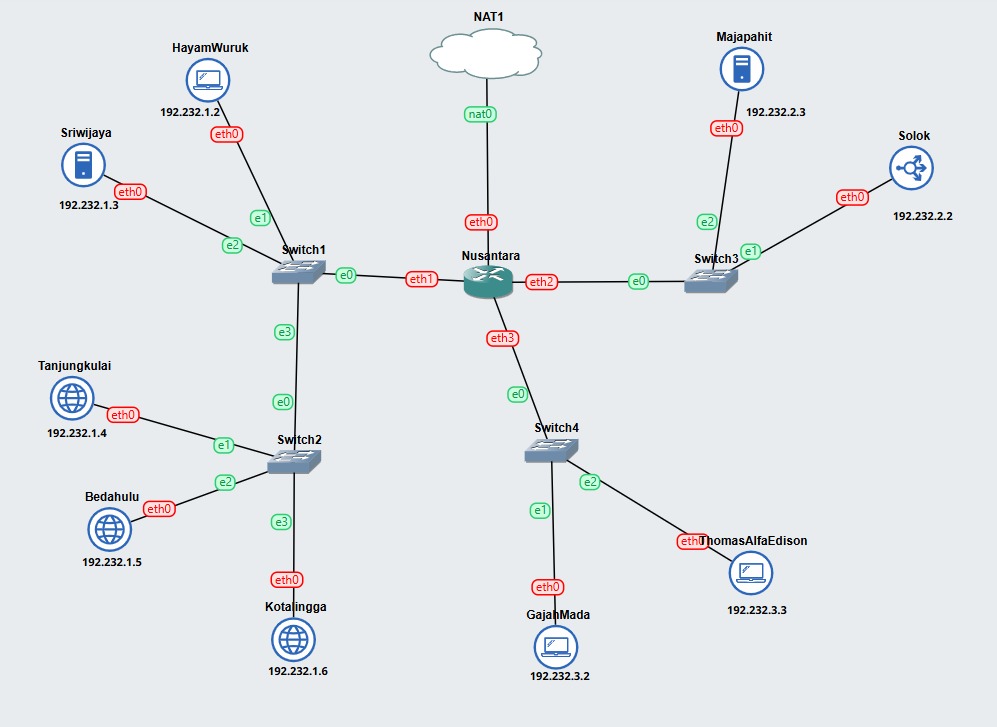 NAT1
HayamWuruk
Majapahit
192.232.1.2
nat0
192.232.2.3
eth0
eth0
Sriwijaya
Solok
eth0
eth0
192.232.1.3
192.232.2.2
e1
e2
eth0
e2
e1
Switch1
Nusantara
Switch3
e0
eth1
eth2
e0
e3
eth3
e0
e0
Tanjungkulai
eth0
192.232.1.4
e1
Switch2
Switch4
e2
e2
Bedahulu
eth0
e3
e1
192.232.1.5
eth0
ThomasAlfaEdison
eth0
eth0
192.232.3.3
Kotalingga
GajahMada
192.232.1.6
192.232.3.2